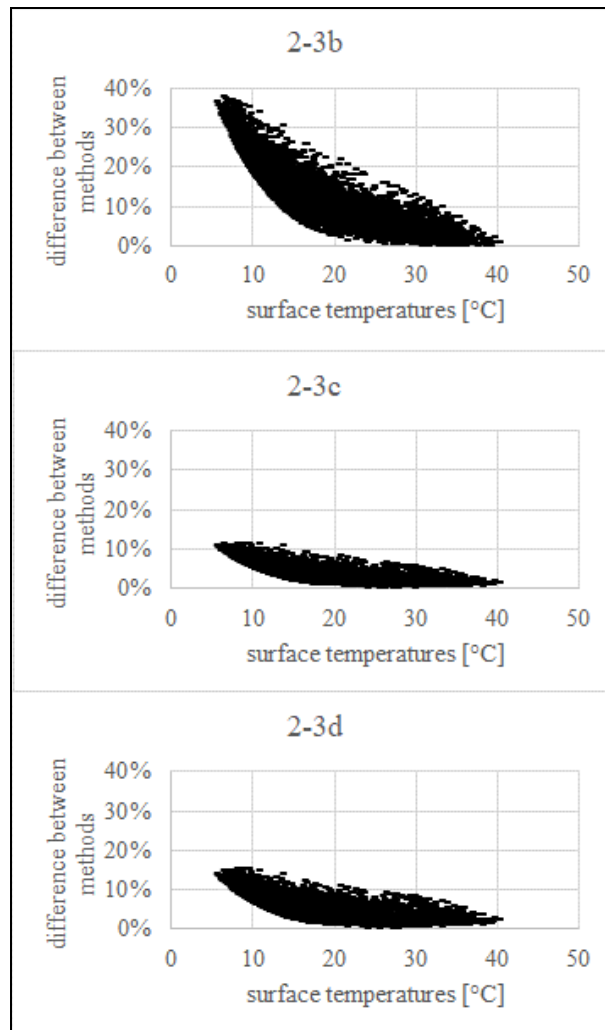 2-3b
difference between
methods
40%
30%
20%
10%
0%
0 10 20 30 40 50
surface temperatures [°C]
2-3c
difference between
methods
40%
30%
20%
10%
0%
0 10 20 30 40 50
surface temperatures [°C]
2-3d
difference between
methods
40%
30%
20%
10%
0%
0 10 20 30 40 50
surface temperatures [°C]